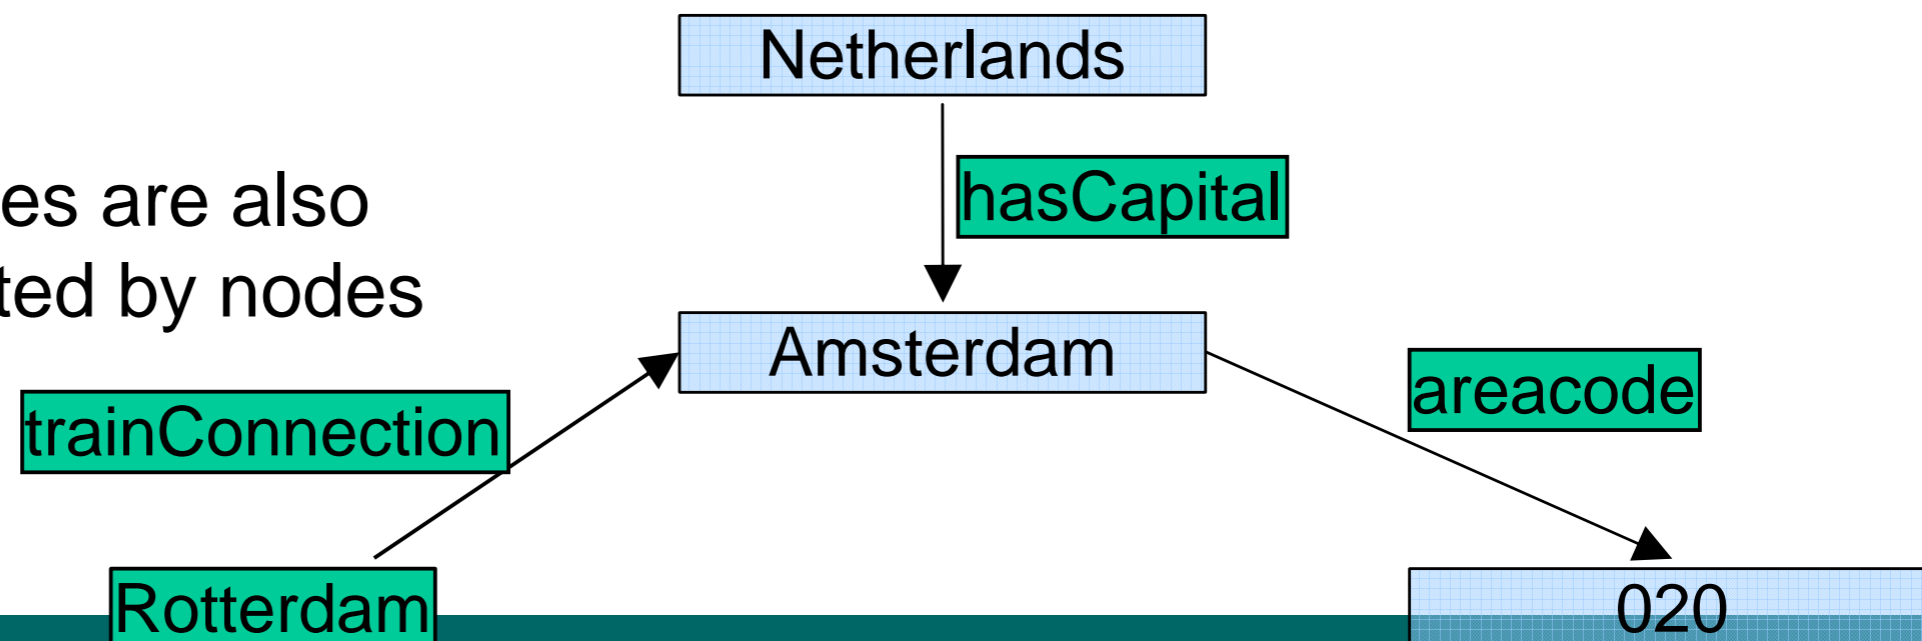 Netherlands
hasCapital
es are also
ted by nodes
Amsterdam
areacode
trainConnection
Rotterdam
020